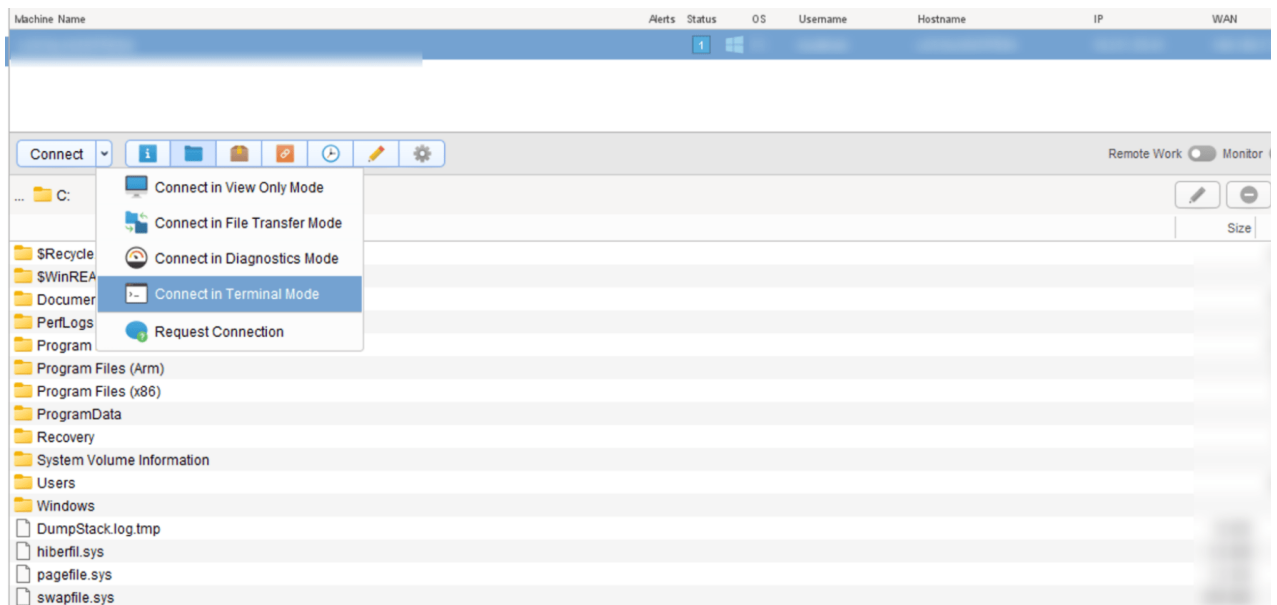 Machine Name Alerts Status OS Username Hostname IP WAN
1
Connect Remote Work Monitor
Connect in View Only Mode
... C:
Connect in File Transfer Mode
Size
$Recycle
Connect in Diagnostics Mode
$WinREA
Connect in Terminal Mode
Documer
PerfLogs
Request Connection
Program
Program Files (Arm)
Program Files (x86)
ProgramData
Recovery
System Volume Information
Users
Windows
DumpStack.log.tmp
hiberfil.sys
pagefile.sys
swapfile.sys